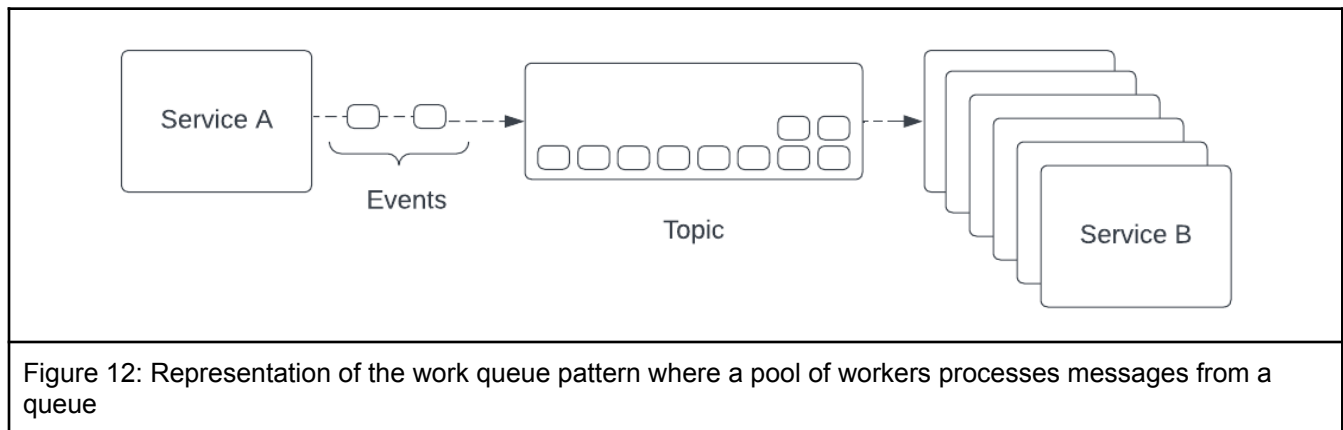 Service A
Events
Topic
Service B
Figure 12: Representation of the work queue pattern where a pool of workers processes messages from a
queue